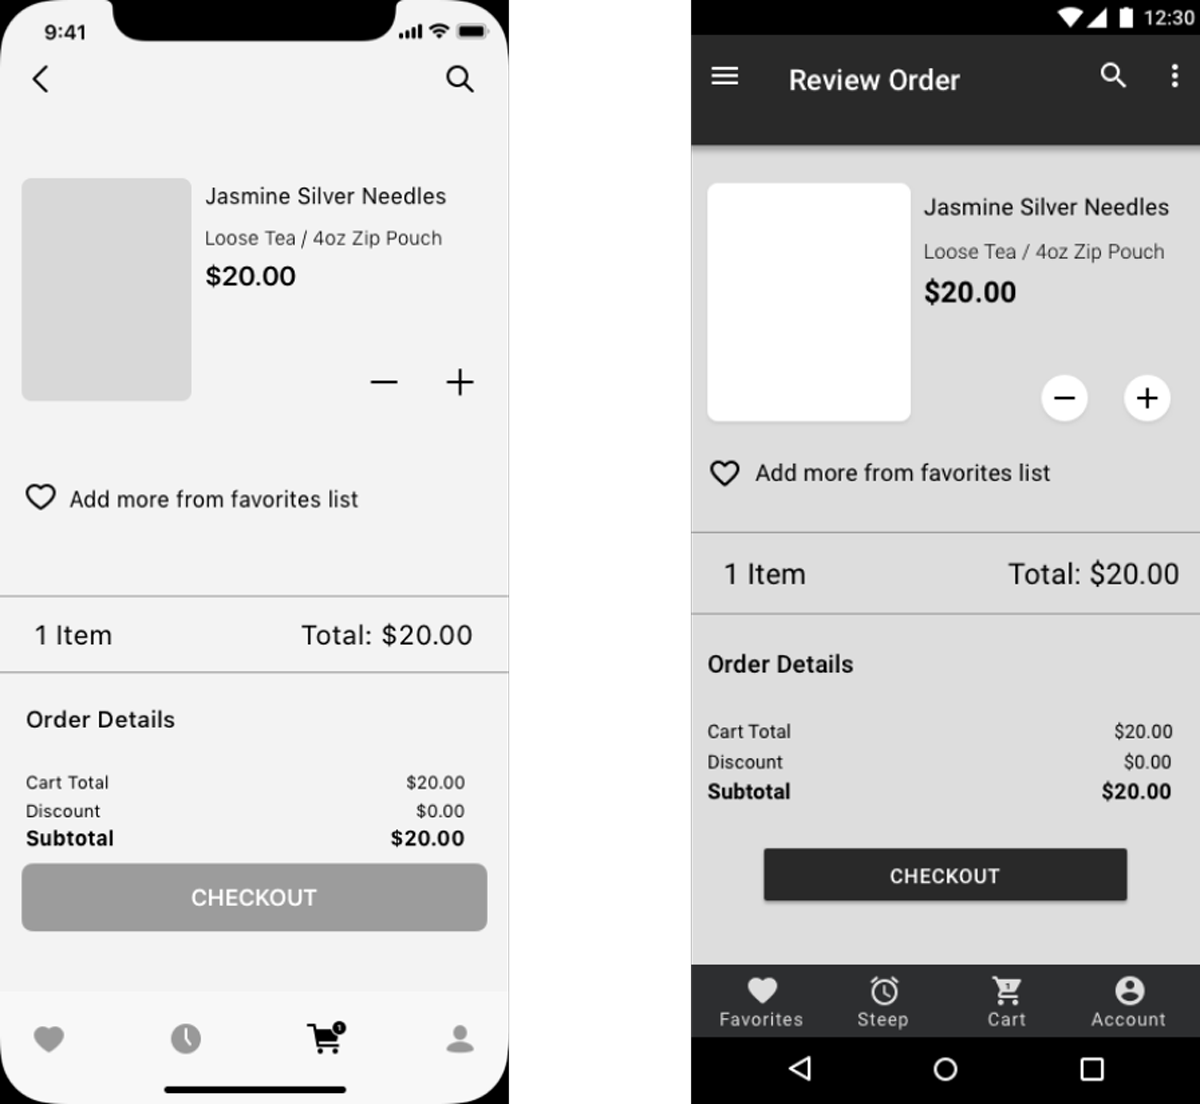 9:41
Jasmine Silver Needles
Loose Tea / 4oz Zip Pouch
$20.00
Add more from favorites list
1 Item Total: $20.00
Order Details
Cart Total $20.00
Discount $0.00
Subtotal $20.00
CHECKOUT
1
12:30
Review Order
Jasmine Silver Needles
Loose Tea / 4oz Zip Pouch
$20.00
Add more from favorites list
1 Item Total: $20.00
Order Details
Cart Total $20.00
Discount $0.00
Subtotal $20.00
CHECKOUT
1
Favorites Steep Cart Account